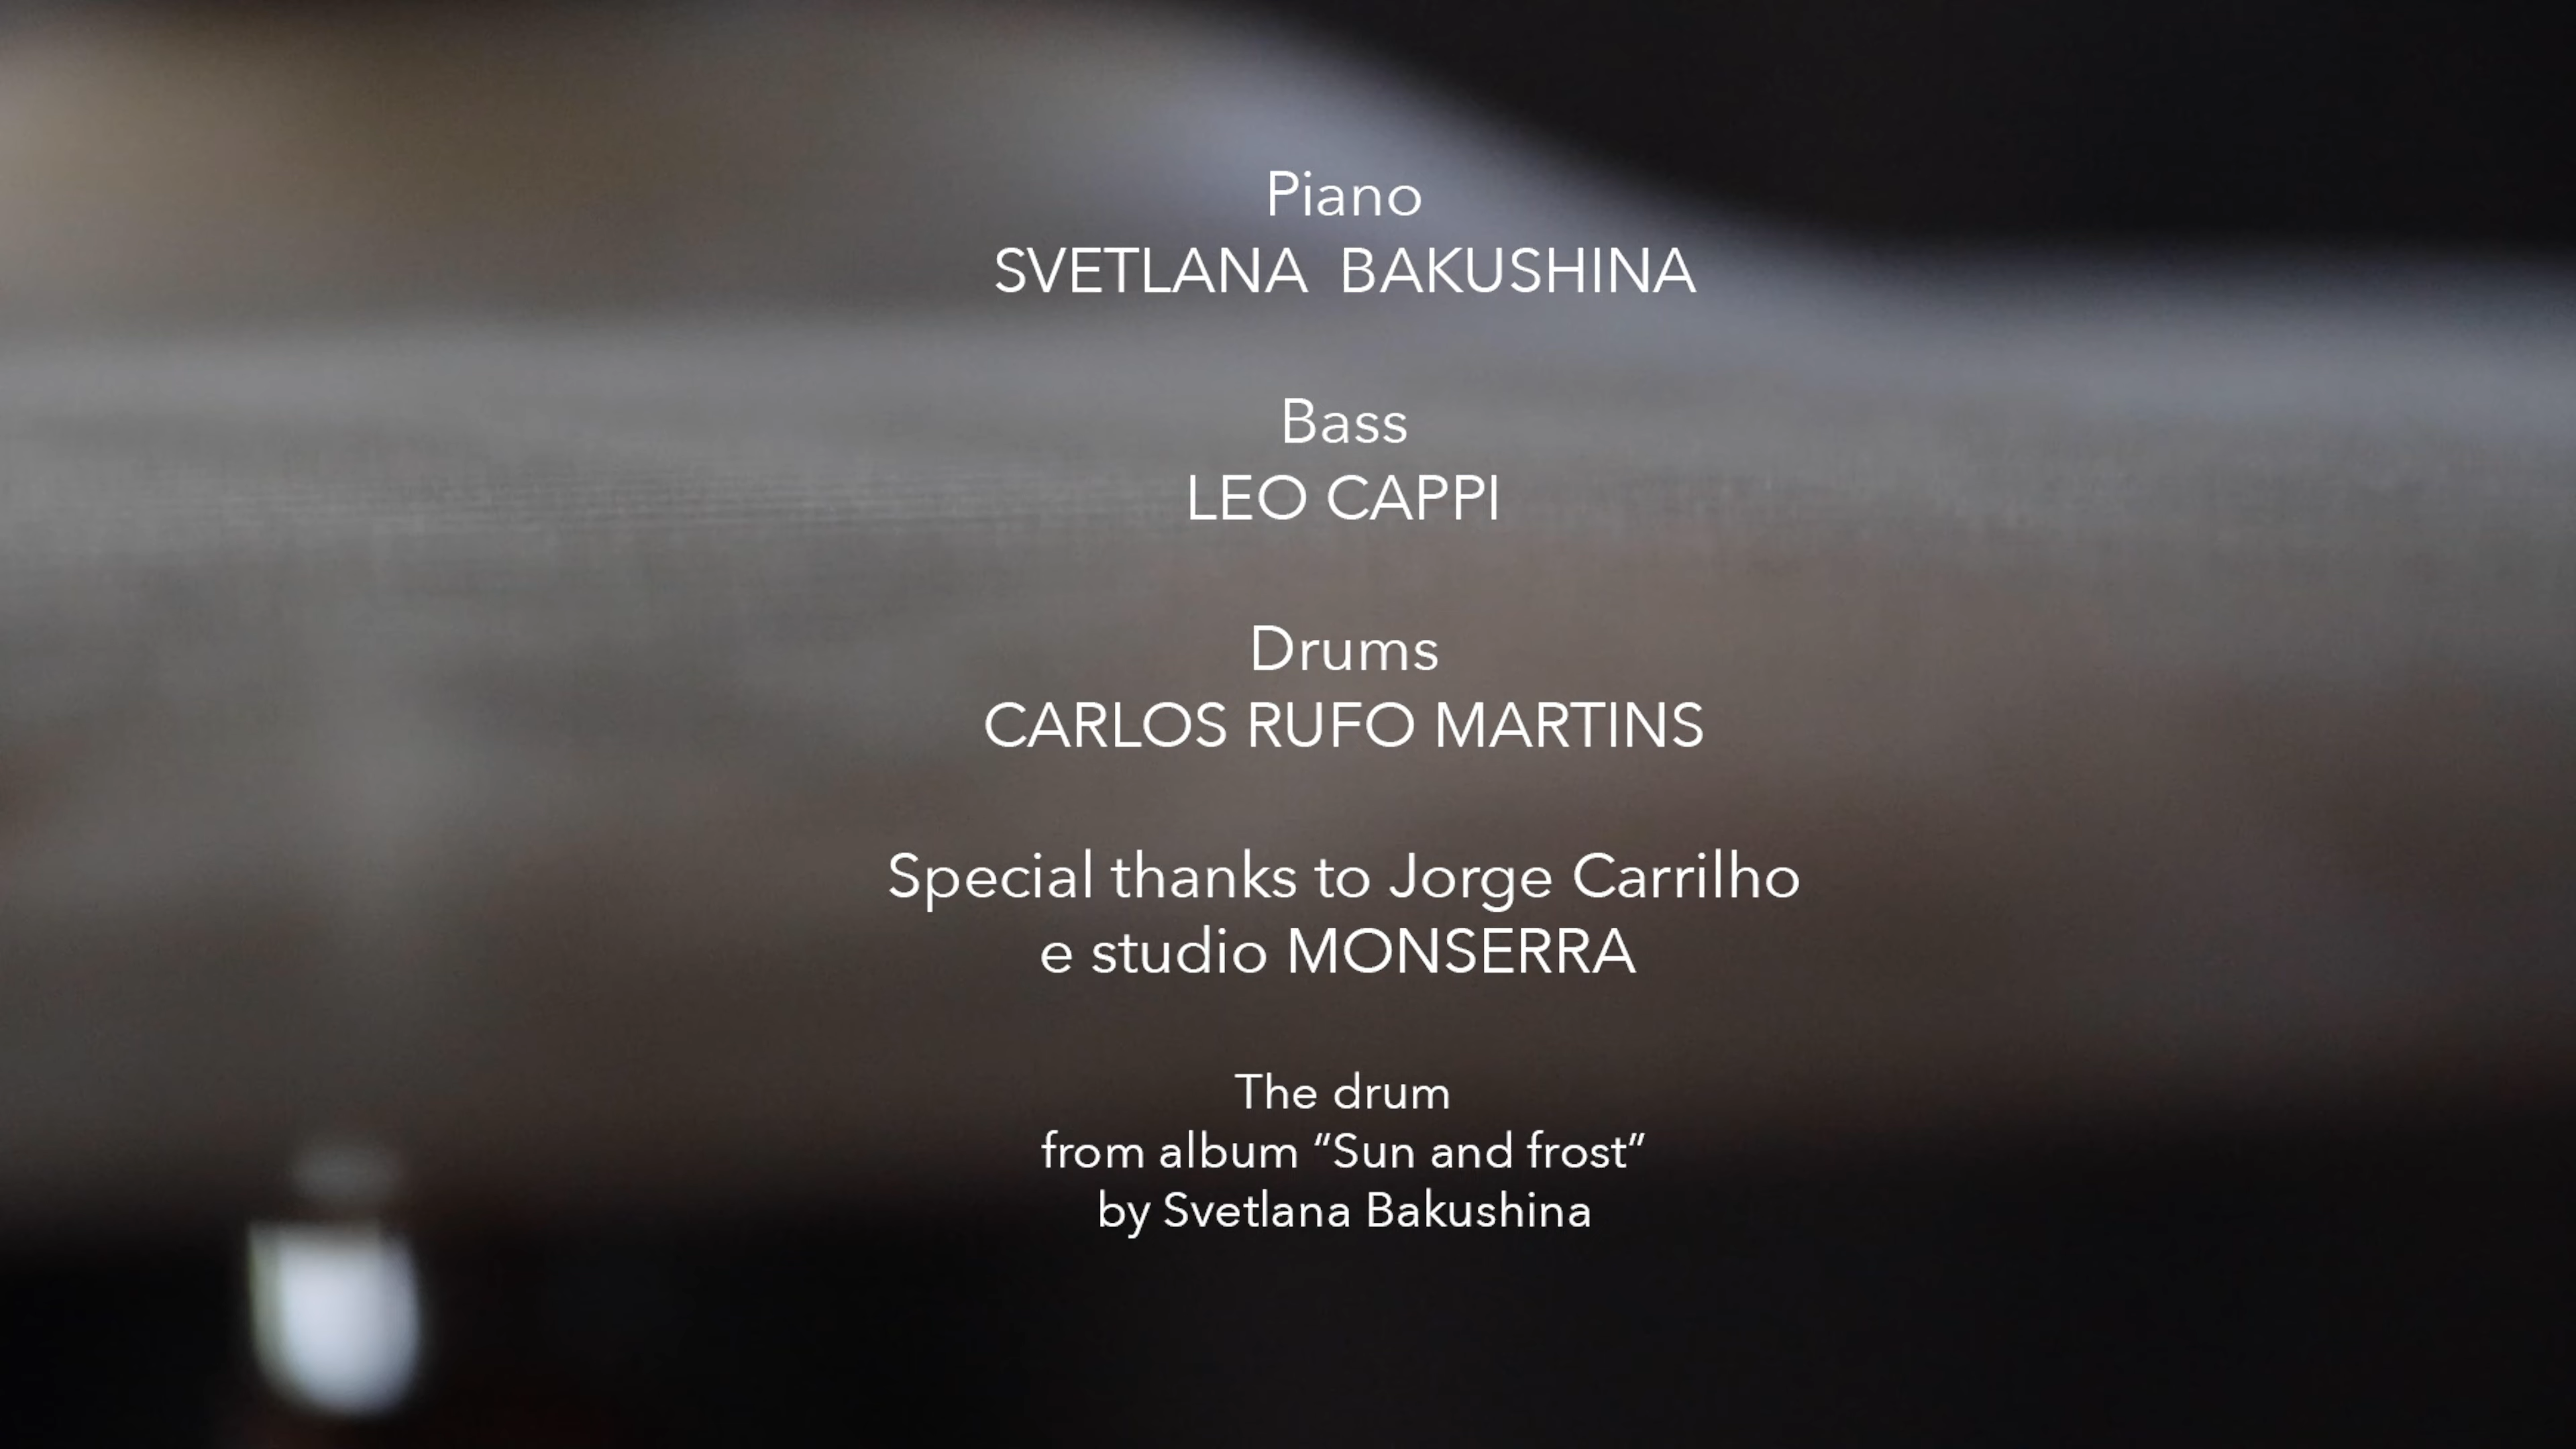 Piano
SVETLANA BAKUSHINA
Bass
LEO CAPPI
Drums
CARLOS RUFO MARTINS
Special thanks to Jorge Carrilho
e studio MONSERRA
The drum
from album “Sun and frost”
by Svetlana Bakushina